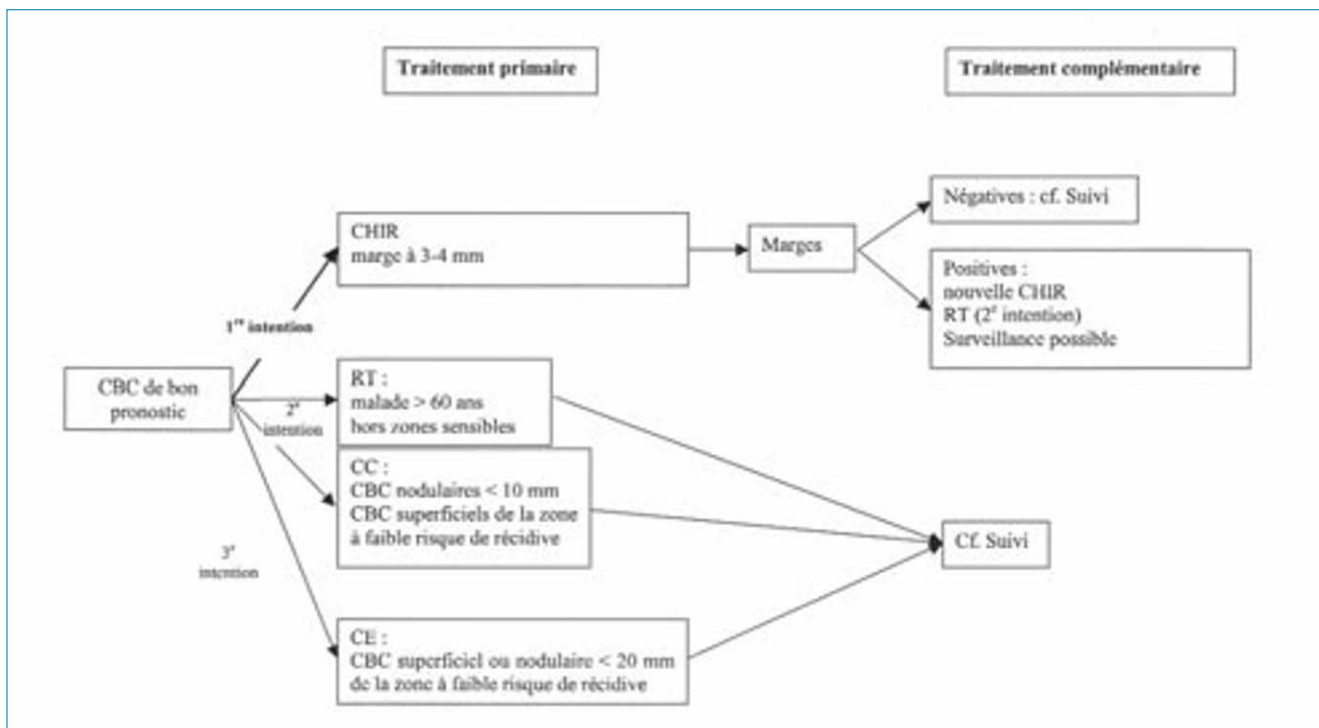 Traitement primaire
Traitement complémentaire
CHIR
marge à 3-4 mm
Marges
Négatives : cf. Suivi
Positives :
nouvelle CHIR
RT (2e intention)
Surveillance possible
1re intention
CBC de bon
pronostic
2e
intention
RT :
malade > 60 ans
hors zones sensibles
CC :
CBC nodulaires < 10 mm
CBC superficiels de la zone
à faible risque de récidive
3e
intention
CE :
CBC superficiel ou nodulaire < 20 mm
de la zone à faible risque de récidive
Cf. Suivi